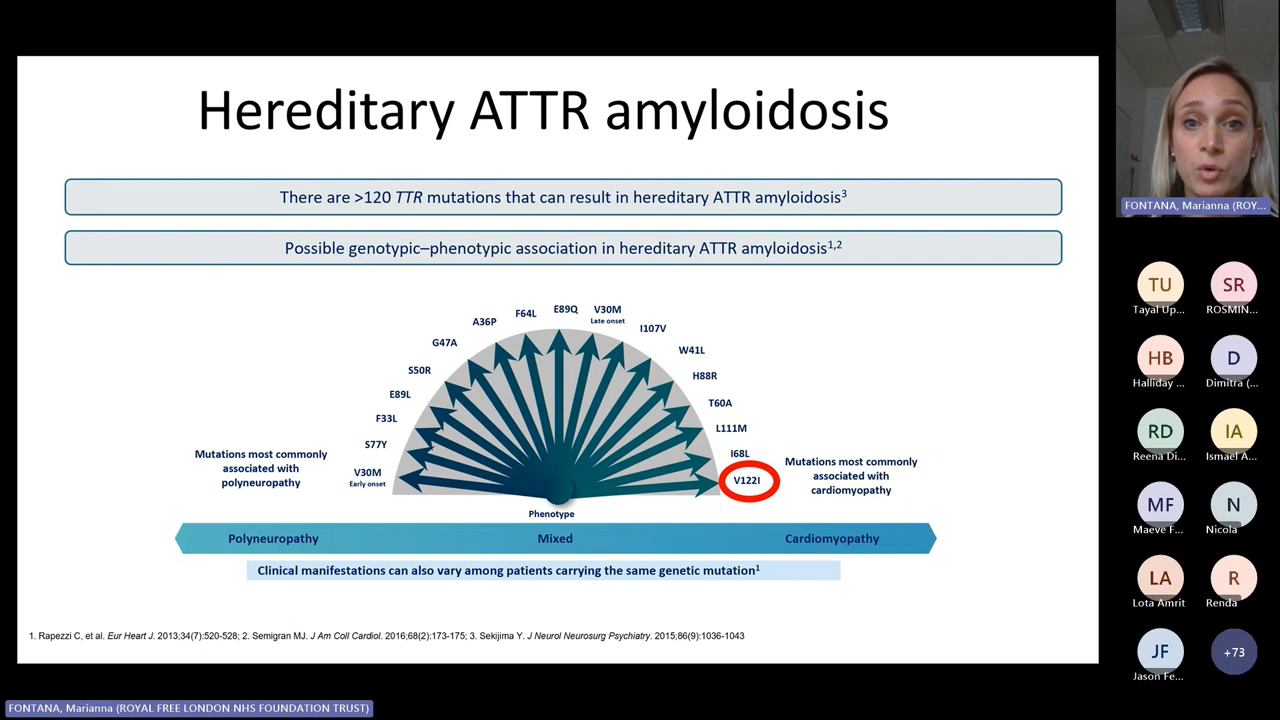 Hereditary ATTR amyloidosis
There are >120 TTR mutations that can result in hereditary ATTR amyloidosis3
Possible genotypic–phenotypic association in hereditary ATTR amyloidosis1,2
V30M
Early onset
S77Y
F33L
E89L
S50R
G47A
A36P
F64L
E89Q
V30M
Late onset
I107V
W41L
H88R
T60A
L111M
I68L
V122I
Mutations most commonly
associated with
polyneuropathy
Mutations most commonly
associated with
cardiomyopathy
Phenotype
Polyneuropathy
Mixed
Cardiomyopathy
Clinical manifestations can also vary among patients carrying the same genetic mutation1
1. Rapezzi C, et al. Eur Heart J. 2013;34(7):520-528; 2. Semigran MJ. J Am Coll Cardiol. 2016;68(2):173-175; 3. Sekijima Y. J Neurol Neurosurg Psychiatry. 2015;86(9):1036-1043
FONTANA, Marianna (ROY...
TU
Tayal Up...
SR
ROSMIN...
HB
Halliday ...
D
Dimitra (...
RD
Reena Di...
IA
Ismael A...
MF
Maeve F...
N
Nicola
LA
Lota Amrit
R
Renda
JF
Jason Fe...
+73
FONTANA, Marianna (ROYAL FREE LONDON NHS FOUNDATION TRUST)